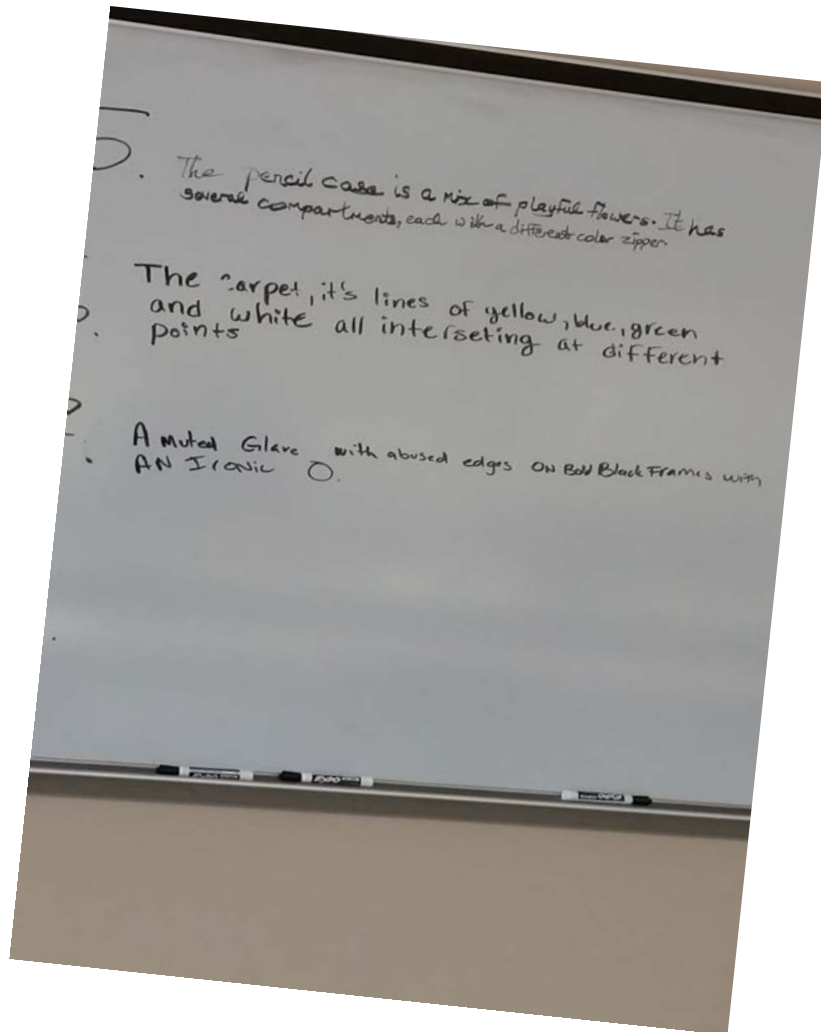 5. The pencil case is a mix of playful flowers. It has
several compartments, each with a different color zipper.
The carpet, it's lines of yellow, blue, green
and white all interseting at different
points
A muted Glare with abused edges ON Bold Black Frames with
AN Ironic O.
EXPO